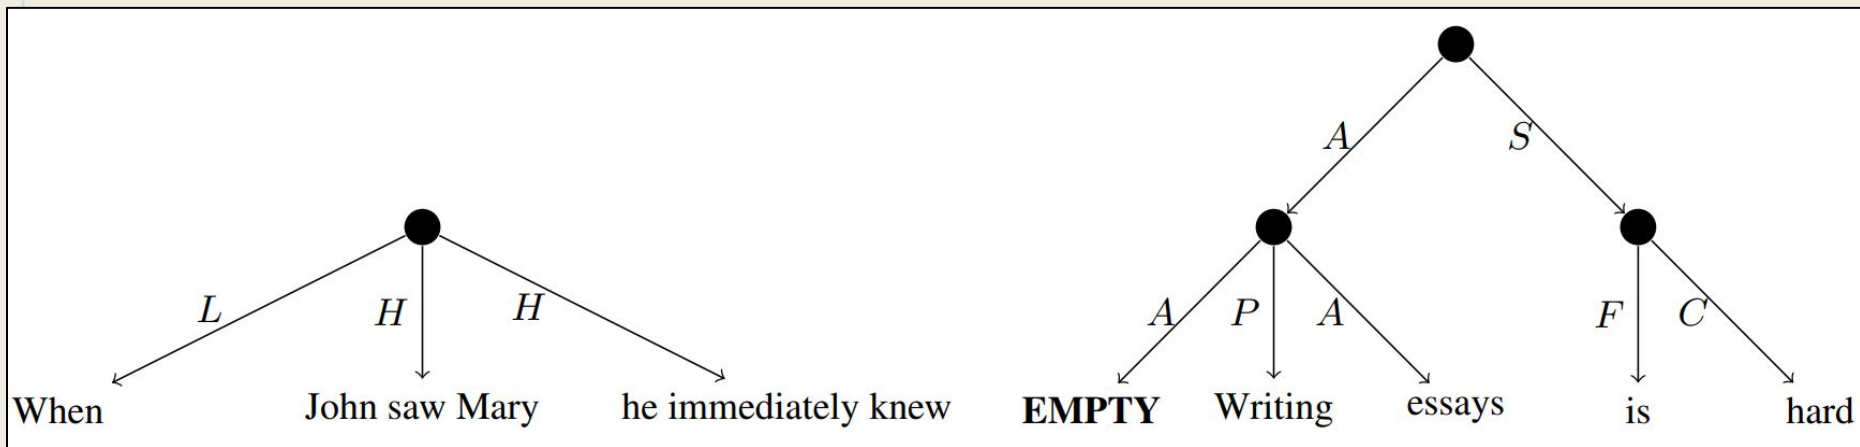 A S
L H H A P A F C
When John saw Mary he immediately knew EMPTY Writing essays is hard